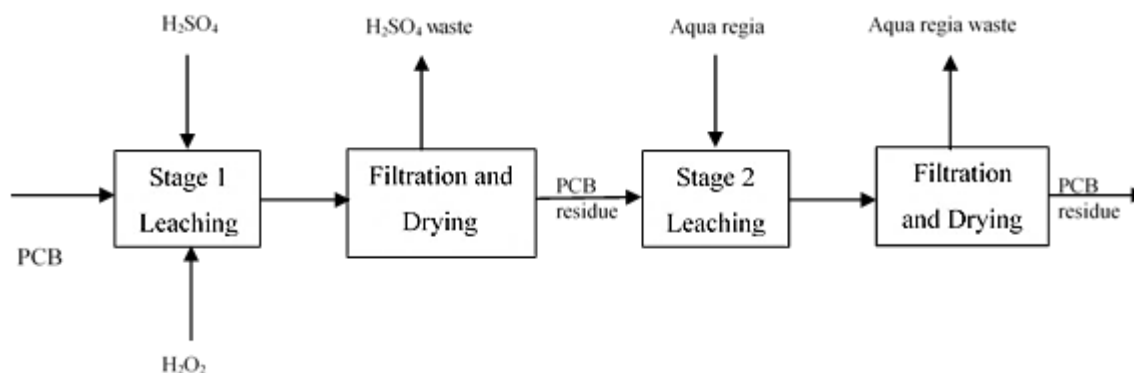 H₂SO₄
H₂SO₄ waste
Aqua regia
Aqua regia waste
Stage 1
Leaching
Filtration and
Drying
PCB
residue
Stage 2
Leaching
Filtration
and Drying
PCB
residue
PCB
H₂O₂